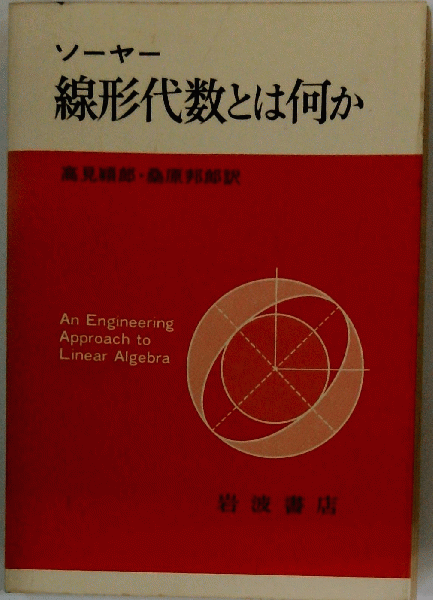 ソーヤー
線形代数とは何か
高見穎郎・桑原邦郎訳
An Engineering
Approach to
Linear Algebra
岩波書店